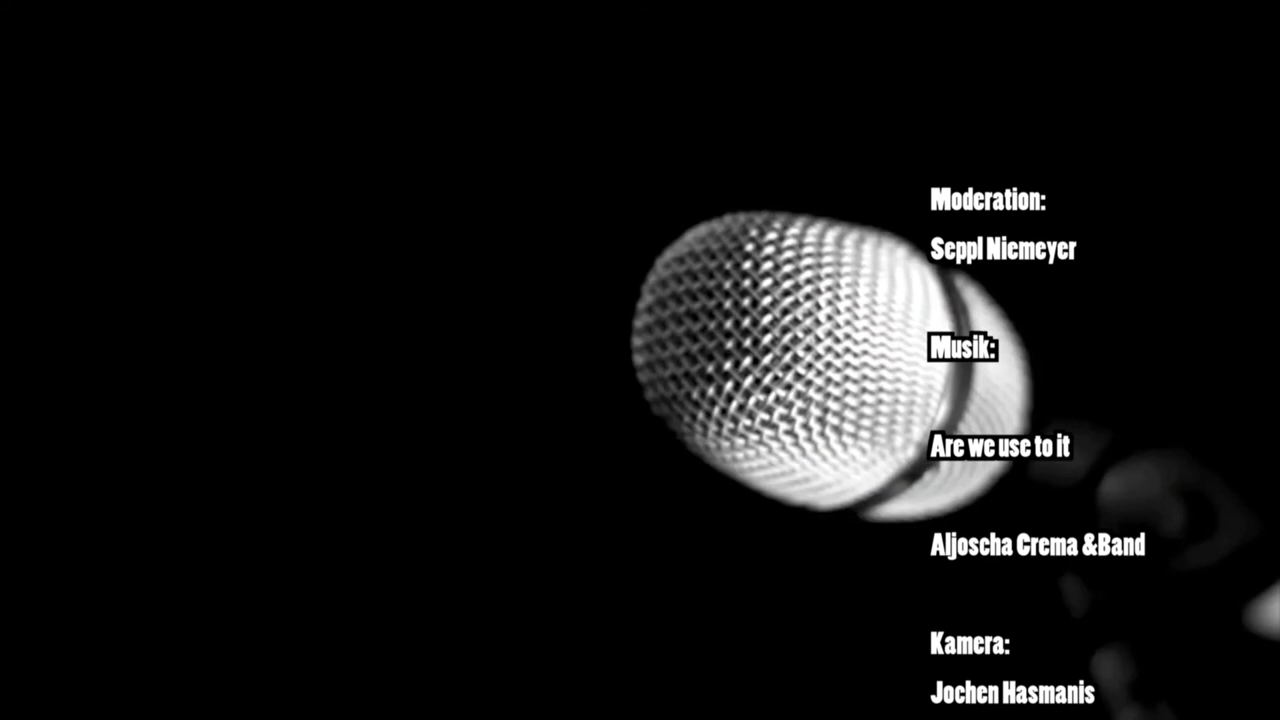 Moderation:
Seppl Niemeyer
Musik:
Are we use to it
Aljoscha Crema &Band
Kamera:
Jochen Hasmanis